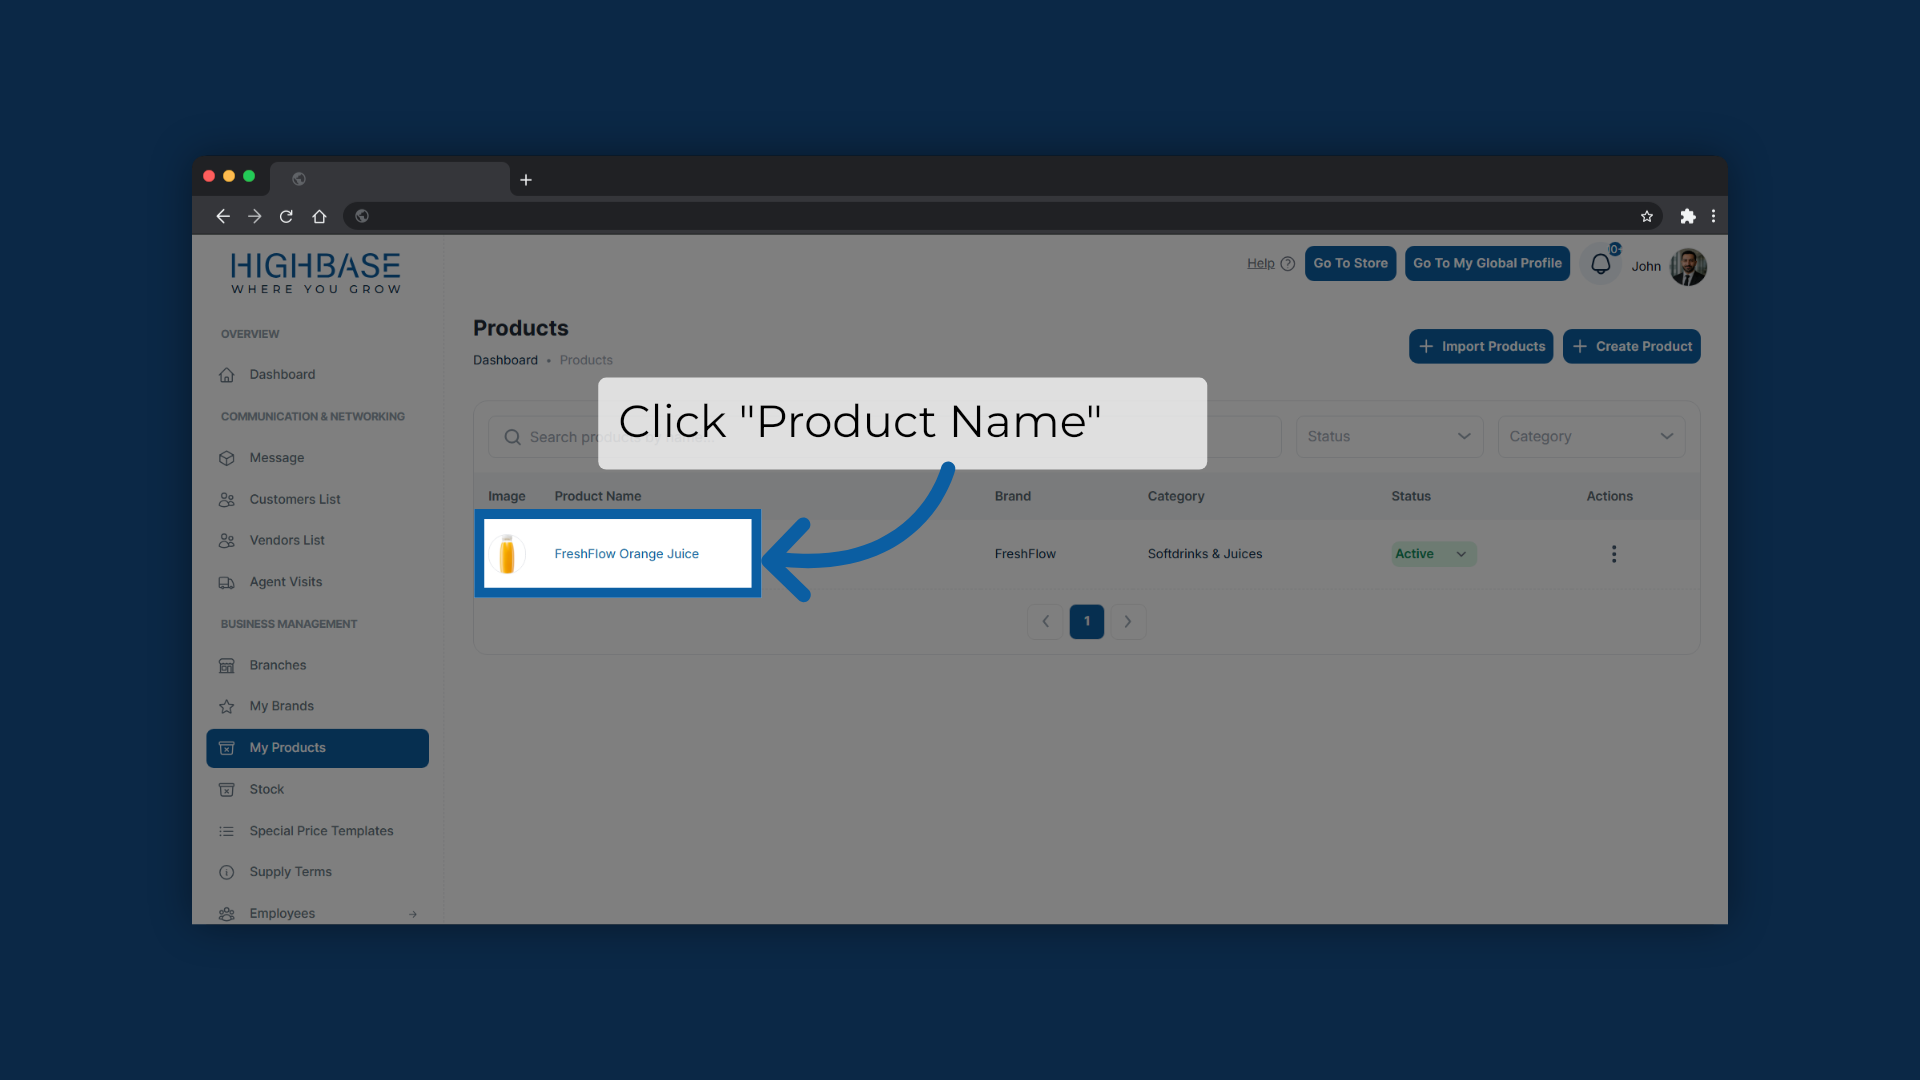 HIGHBASE
WHERE YOU GROW
Help
Go To Store
Go To My Global Profile
John
OVERVIEW
Dashboard
COMMUNICATION & NETWORKING
Message
Customers List
Vendors List
Agent Visits
BUSINESS MANAGEMENT
Branches
My Brands
My Products
Stock
Special Price Templates
Supply Terms
Employees
Products
Dashboard • Products
Import Products
Create Product
Click "Product Name"
Search
Status
Category
Image Product Name Brand Category Status Actions
FreshFlow Orange Juice FreshFlow Softdrinks & Juices Active
1